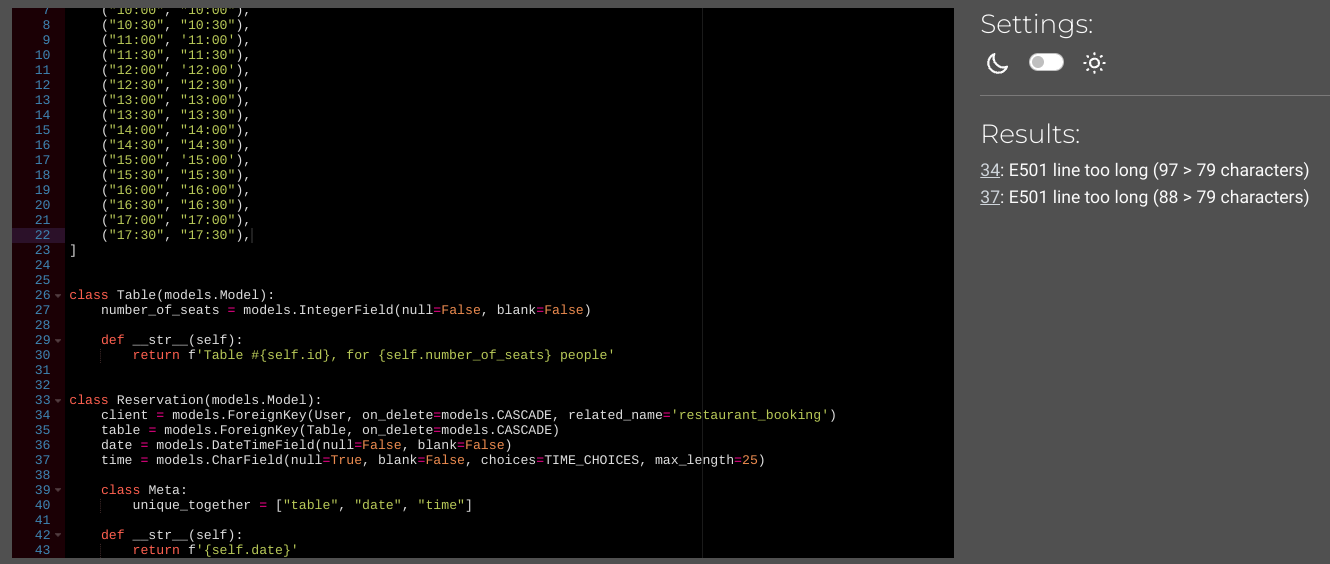 7 ("10:00", "10:00"),
8 ("10:30", "10:30"),
9 ("11:00", '11:00'),
10 ("11:30", "11:30"),
11 ("12:00", '12:00'),
12 ("12:30", "12:30"),
13 ("13:00", "13:00"),
14 ("13:30", "13:30"),
15 ("14:00", "14:00"),
16 ("14:30", "14:30"),
17 ("15:00", '15:00'),
18 ("15:30", "15:30"),
19 ("16:00", "16:00"),
20 ("16:30", "16:30"),
21 ("17:00", "17:00"),
22 ("17:30", "17:30"),
23 ]
24
25
26 class Table(models.Model):
27 number_of_seats = models.IntegerField(null=False, blank=False)
28
29 def __str__(self):
30 return f'Table #{self.id}, for {self.number_of_seats} people'
31
32
33 class Reservation(models.Model):
34 client = models.ForeignKey(User, on_delete=models.CASCADE, related_name='restaurant_booking')
35 table = models.ForeignKey(Table, on_delete=models.CASCADE)
36 date = models.DateTimeField(null=False, blank=False)
37 time = models.CharField(null=True, blank=False, choices=TIME_CHOICES, max_length=25)
38
39 class Meta:
40 unique_together = ["table", "date", "time"]
41
42 def __str__(self):
43 return f'{self.date}'
Settings:
Results:
34: E501 line too long (97 > 79 characters)
37: E501 line too long (88 > 79 characters)